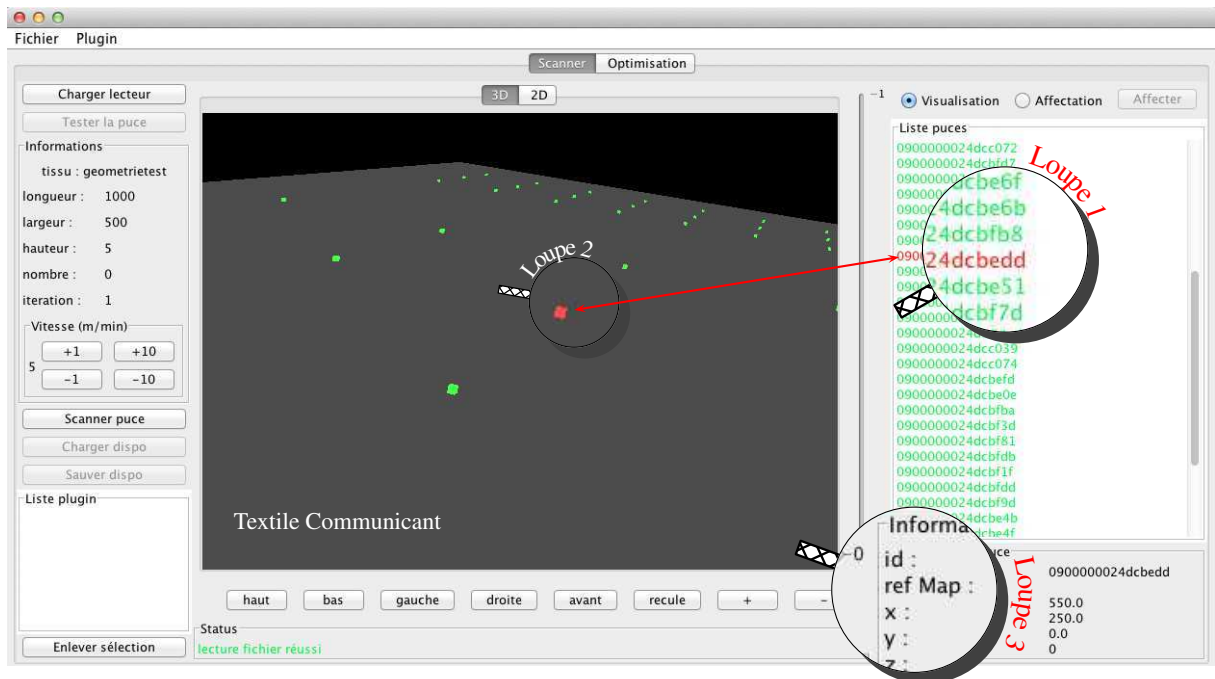 Fichier Plugin
Scanner Optimisation
Charger lecteur
Tester la puce
Informations
tissu : geometrietest
longueur : 1000
largeur : 500
hauteur : 5
nombre : 0
iteration : 1
Vitesse (m/min)
5
+1 +10
-1 -10
Scanner puce
Charger dispo
Sauver dispo
Liste plugin
Enlever sélection
3D 2D
Loupe 2
Textile Communicant
haut bas gauche droite avant recule + -
Status
lecture fichier réussi
-1
-0
Visualisation Affectation Affecter
Liste puces
0900000024dcc072
0900000024dcbfd7
Loupe 1
dcbe6f
4dcbe6b
24dcbfb8
24dcbedd
4dcbe51
dcbf7d
0900000024dcc039
0900000024dcc074
0900000024dcbefd
0900000024dcbe0e
0900000024dcbfba
0900000024dcbf3d
0900000024dcbf81
0900000024dcbfdb
0900000024dcbf1f
0900000024dcbfdd
0900000024dcbf9d
24dcbe4b
dcbe4f
Informa
uce
id :
ref Map :
x :
y :
z :
Loupe 3
0900000024dcbedd
550.0
250.0
0.0
0